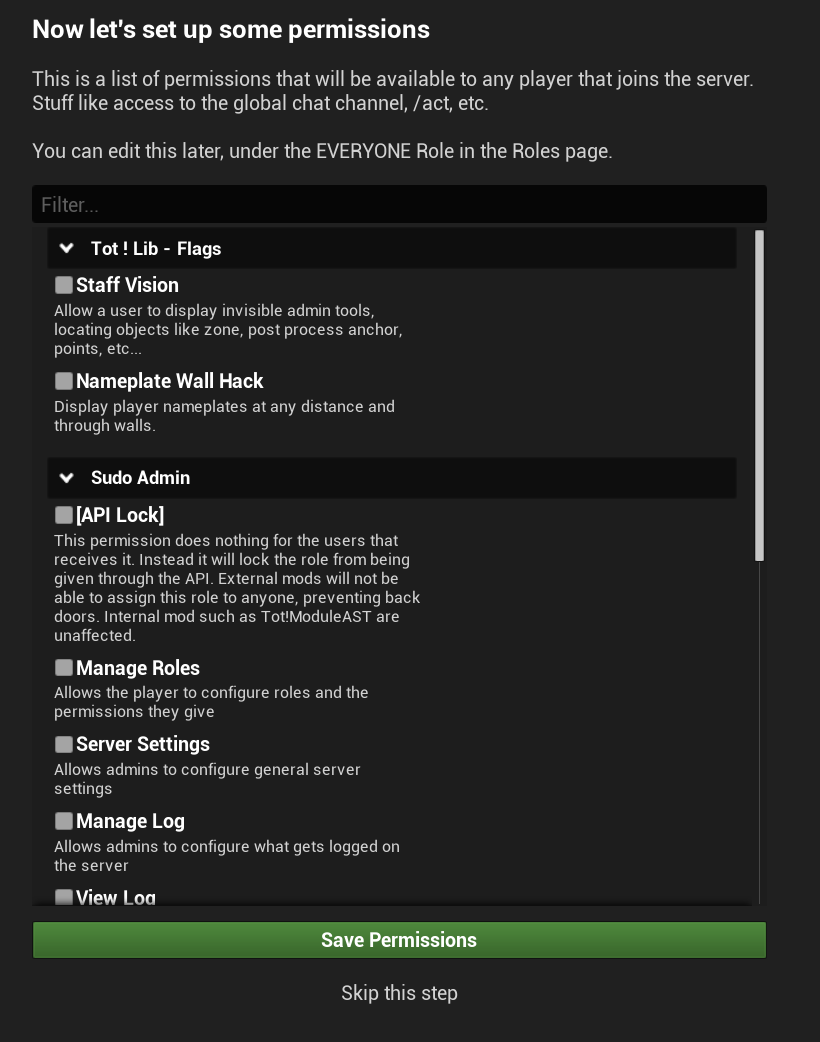 Now let's set up some permissions
This is a list of permissions that will be available to any player that joins the server.
Stuff like access to the global chat channel, /act, etc.
You can edit this later, under the EVERYONE Role in the Roles page.
Filter...
Tot ! Lib - Flags
Staff Vision
Allow a user to display invisible admin tools,
locating objects like zone, post process anchor,
points, etc...
Nameplate Wall Hack
Display player nameplates at any distance and
through walls.
Sudo Admin
[API Lock]
This permission does nothing for the users that
receives it. Instead it will lock the role from being
given through the API. External mods will not be
able to assign this role to anyone, preventing back
doors. Internal mod such as Tot!ModuleAST are
unaffected.
Manage Roles
Allows the player to configure roles and the
permissions they give
Server Settings
Allows admins to configure general server
settings
Manage Log
Allows admins to configure what gets logged on
the server
View Log
Save Permissions
Skip this step